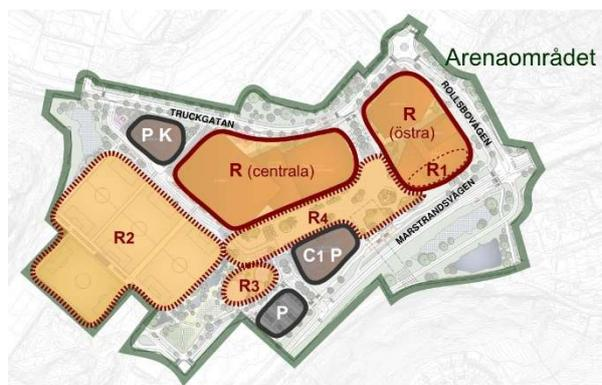 Arenaområdet
TRUCKGATAN
ROLLSBOVÄGEN
P K
R
(östra)
R (centrala)
R1
R4
MARSTRANDSVÄGEN
R2
C1 P
R3
P